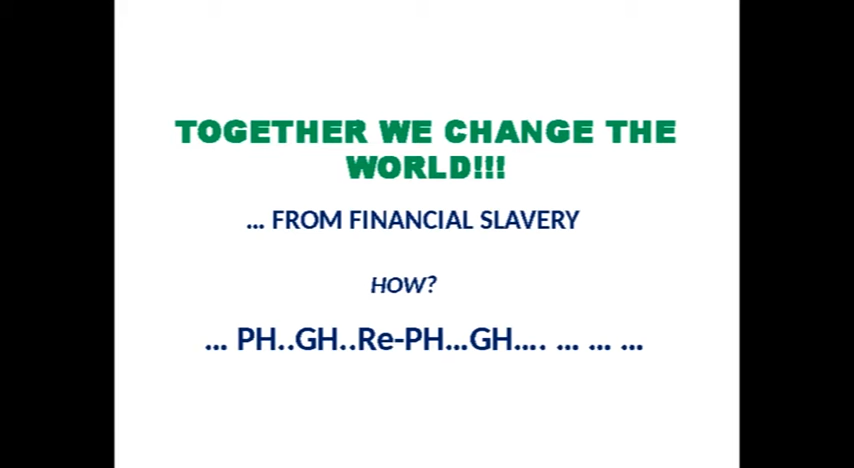 TOGETHER WE CHANGE THE
WORLD!!!
... FROM FINANCIAL SLAVERY
HOW?
... PH..GH..Re-PH...GH.... ... ... ...